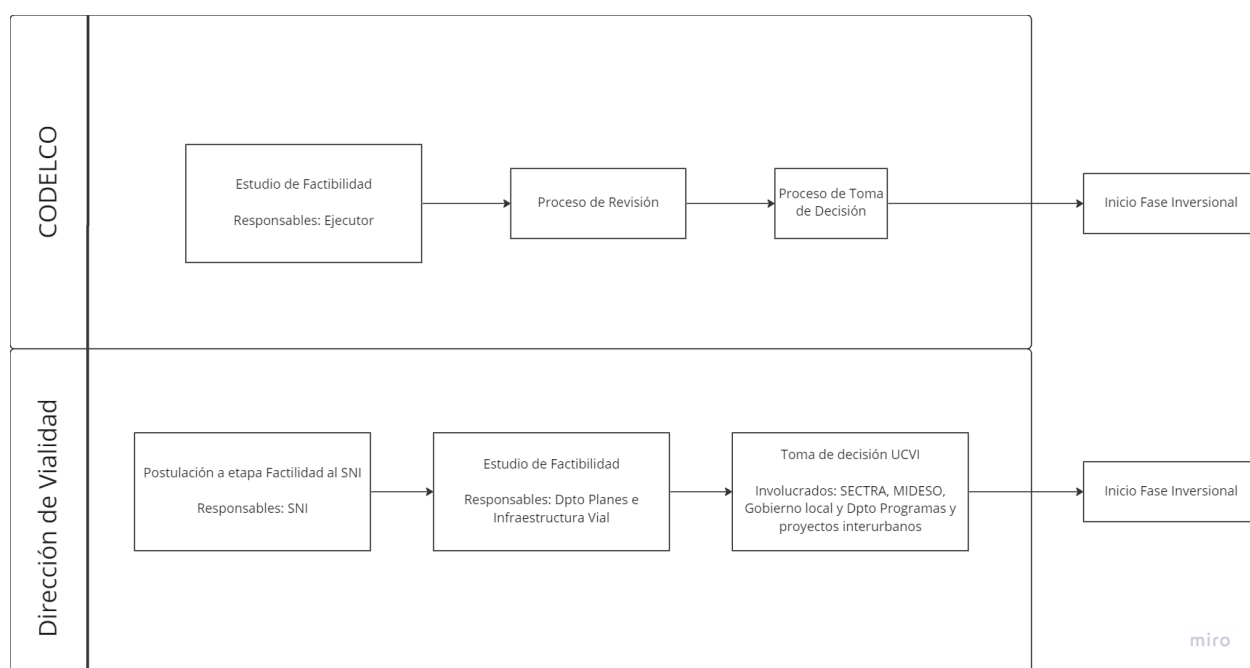 CODELCO
Estudio de Factibilidad
Responsables: Ejecutor
Proceso de Revisión
Proceso de Toma
de Decisión
Inicio Fase Inversional
Dirección de Vialidad
Postulación a etapa Factilidad al SNI
Responsables: SNI
Estudio de Factibilidad
Responsables: Dpto Planes e
Infraestructura Vial
Toma de decisión UCVI
Involucrados: SECTRA, MIDESO,
Gobierno local y Dpto Programas y
proyectos interurbanos
Inicio Fase Inversional
miro